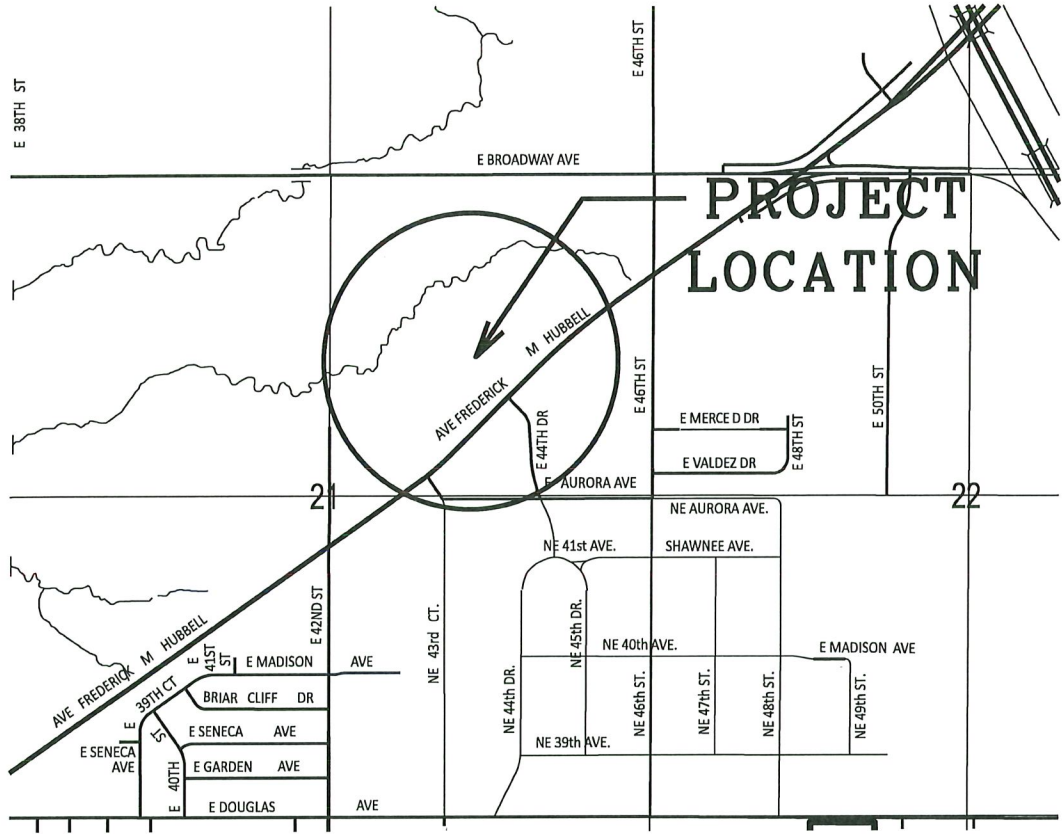 E 38TH ST
E 46TH ST
E BROADWAY AVE
PROJECT
LOCATION
AVE FREDERICK M HUBBELL
E 46TH ST
E 50TH ST
E MERCE D DR
E 48TH ST
E VALDEZ DR
E 44TH DR
E AURORA AVE
21
22
NE AURORA AVE.
NE 41st AVE.
SHAWNEE AVE.
E 42ND ST
NE 43rd CT.
NE 45th DR.
NE 40th AVE.
E MADISON AVE
AVE FREDERICK M HUBBELL
E 41ST ST
E MADISON AVE
E 39TH CT
BRIAR CLIFF DR
NE 44th DR.
NE 46th ST.
NE 47th ST.
NE 48th ST.
NE 49th ST.
E SENECA AVE
E SENECA AVE
NE 39th AVE.
E 40TH ST
E GARDEN AVE
E DOUGLAS AVE